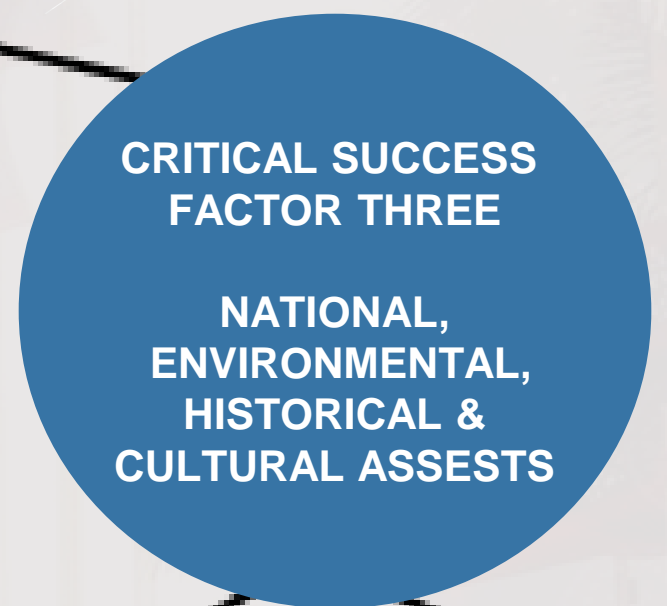 CRITICAL SUCCESS
FACTOR THREE
NATIONAL,
ENVIRONMENTAL,
HISTORICAL &
CULTURAL ASSESTS